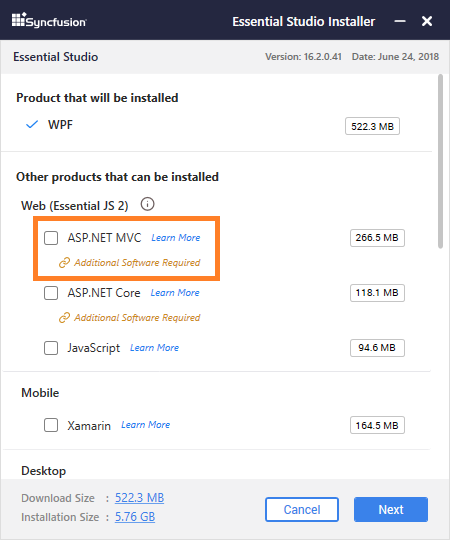 Syncfusion Essential Studio Installer
Essential Studio Version: 16.2.0.41 Date: June 24, 2018
Product that will be installed
WPF 522.3 MB
Other products that can be installed
Web (Essential JS 2)
ASP.NET MVC Learn More 266.5 MB
Additional Software Required
ASP.NET Core Learn More 118.1 MB
Additional Software Required
JavaScript Learn More 94.6 MB
Mobile
Xamarin Learn More 164.5 MB
Desktop
Download Size : 522.3 MB
Installation Size : 5.76 GB
Cancel Next